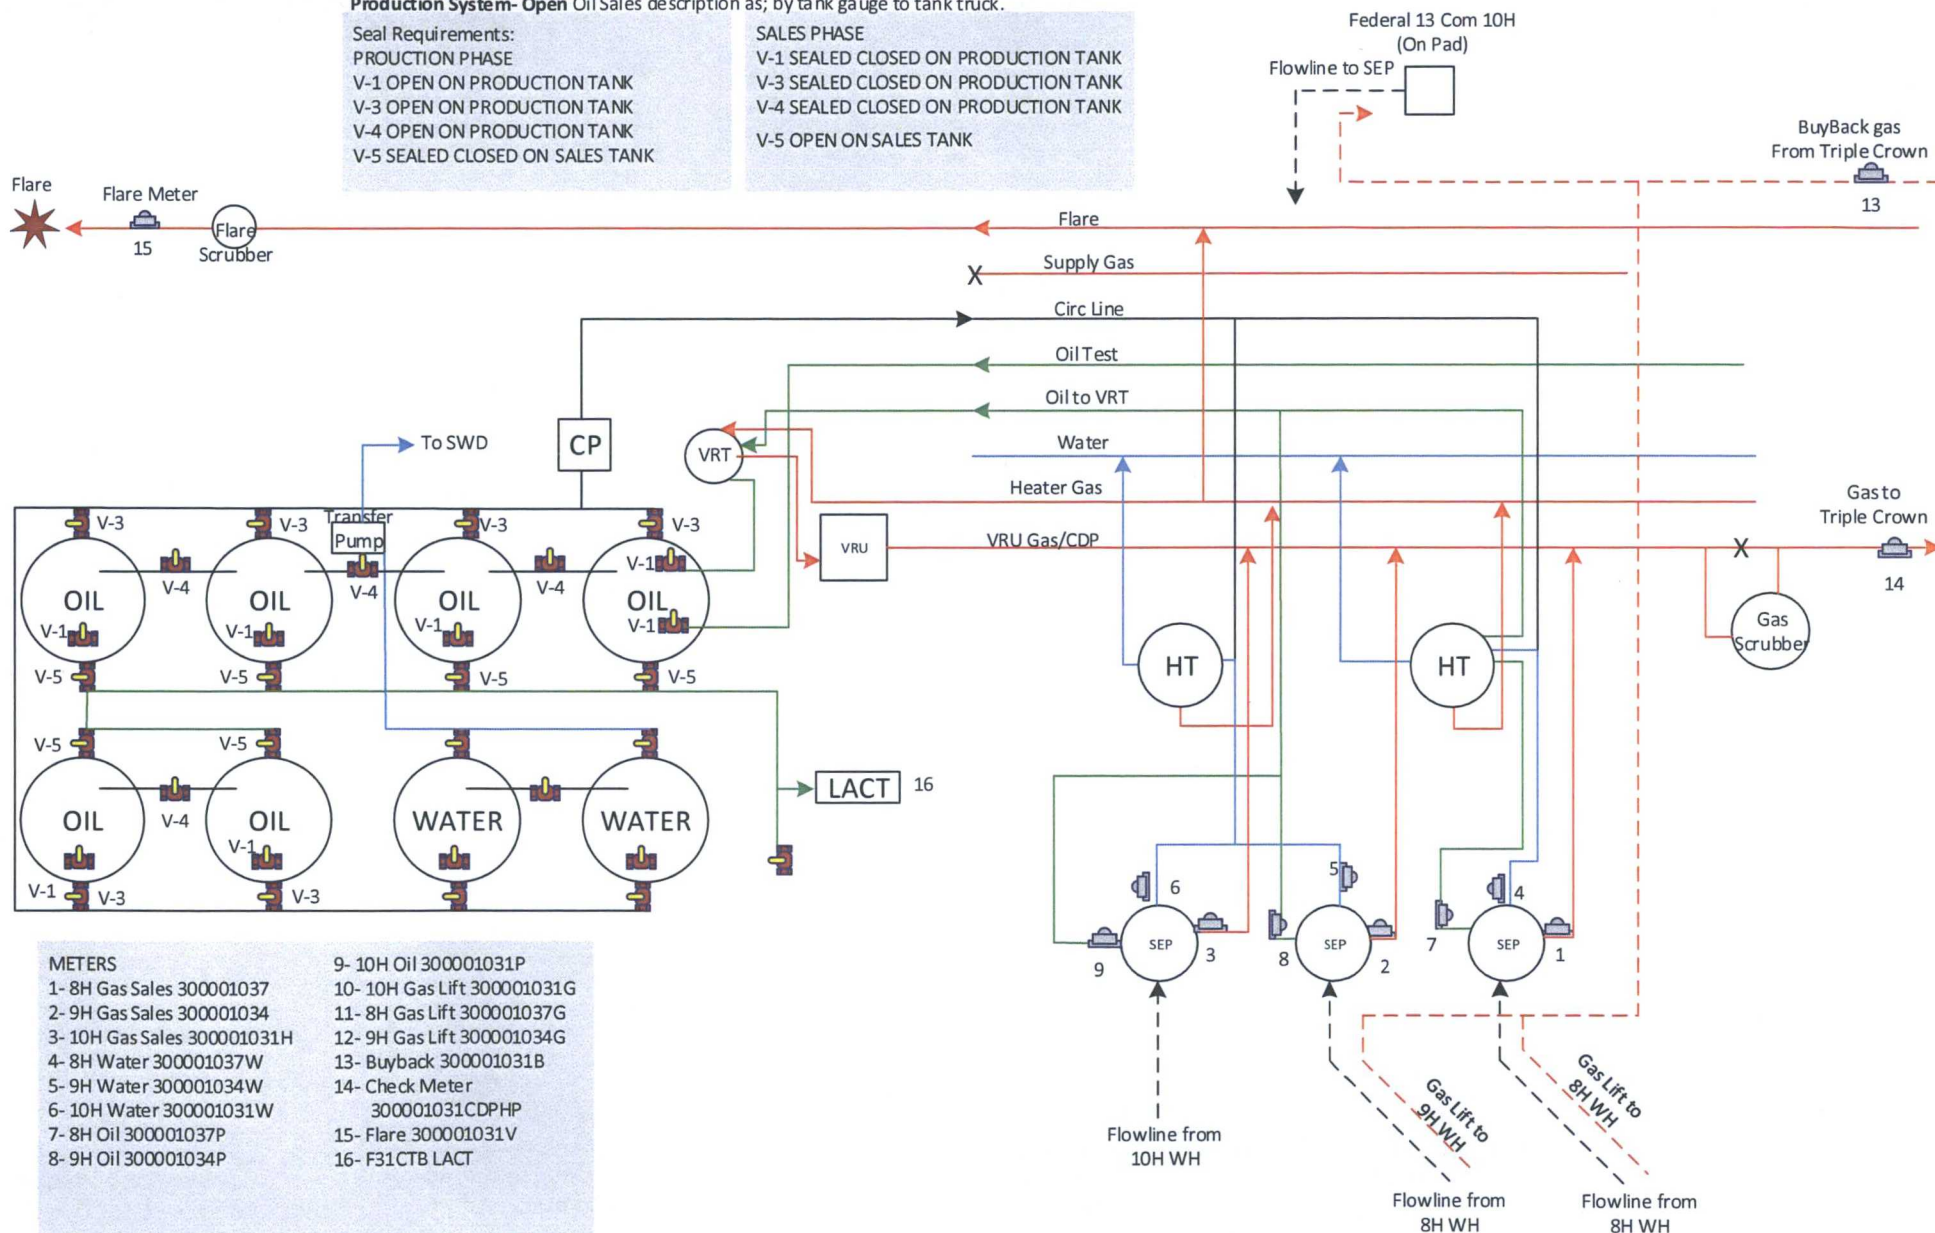 Production System- Open Oil Sales description as; by tank gauge to tank truck.
Seal Requirements:
PROUCTION PHASE
V-1 OPEN ON PRODUCTION TANK
V-3 OPEN ON PRODUCTION TANK
V-4 OPEN ON PRODUCTION TANK
V-5 SEALED CLOSED ON SALES TANK
SALES PHASE
V-1 SEALED CLOSED ON PRODUCTION TANK
V-3 SEALED CLOSED ON PRODUCTION TANK
V-4 SEALED CLOSED ON PRODUCTION TANK
V-5 OPEN ON SALES TANK
Federal 13 Com 10H
(On Pad)
Flowline to SEP
BuyBack gas
From Triple Crown
13
Flare
Flare Meter
15
Flare
Scrubber
Flare
X
Supply Gas
Circ Line
Oil Test
Oil to VRT
Water
Heater Gas
VRU Gas/CDP
To SWD
CP
VRT
VRU
X
Gas to
Triple Crown
14
Gas
Scrubber
Transfer
Pump
V-3
V-3
V-3
V-3
V-4
V-4
V-4
V-1
OIL
OIL
OIL
OIL
V-1
V-1
V-1
V-1
V-5
V-5
V-5
V-5
HT
HT
V-5
V-5
LACT
16
OIL
V-4
OIL
WATER
WATER
V-1
V-1
V-3
V-3
6
5
4
SEP
SEP
SEP
9
3
8
2
7
1
METERS
1- 8H Gas Sales 300001037
2- 9H Gas Sales 300001034
3- 10H Gas Sales 300001031H
4- 8H Water 300001037W
5- 9H Water 300001034W
6- 10H Water 300001031W
7- 8H Oil 300001037P
8- 9H Oil 300001034P
9- 10H Oil 300001031P
10- 10H Gas Lift 300001031G
11- 8H Gas Lift 300001037G
12- 9H Gas Lift 300001034G
13- Buyback 300001031B
14- Check Meter
300001031CDPHP
15- Flare 300001031V
16- F31CTB LACT
Flowline from
10H WH
Gas Lift to
9H WH
Gas Lift to
8H WH
Flowline from
8H WH
Flowline from
8H WH